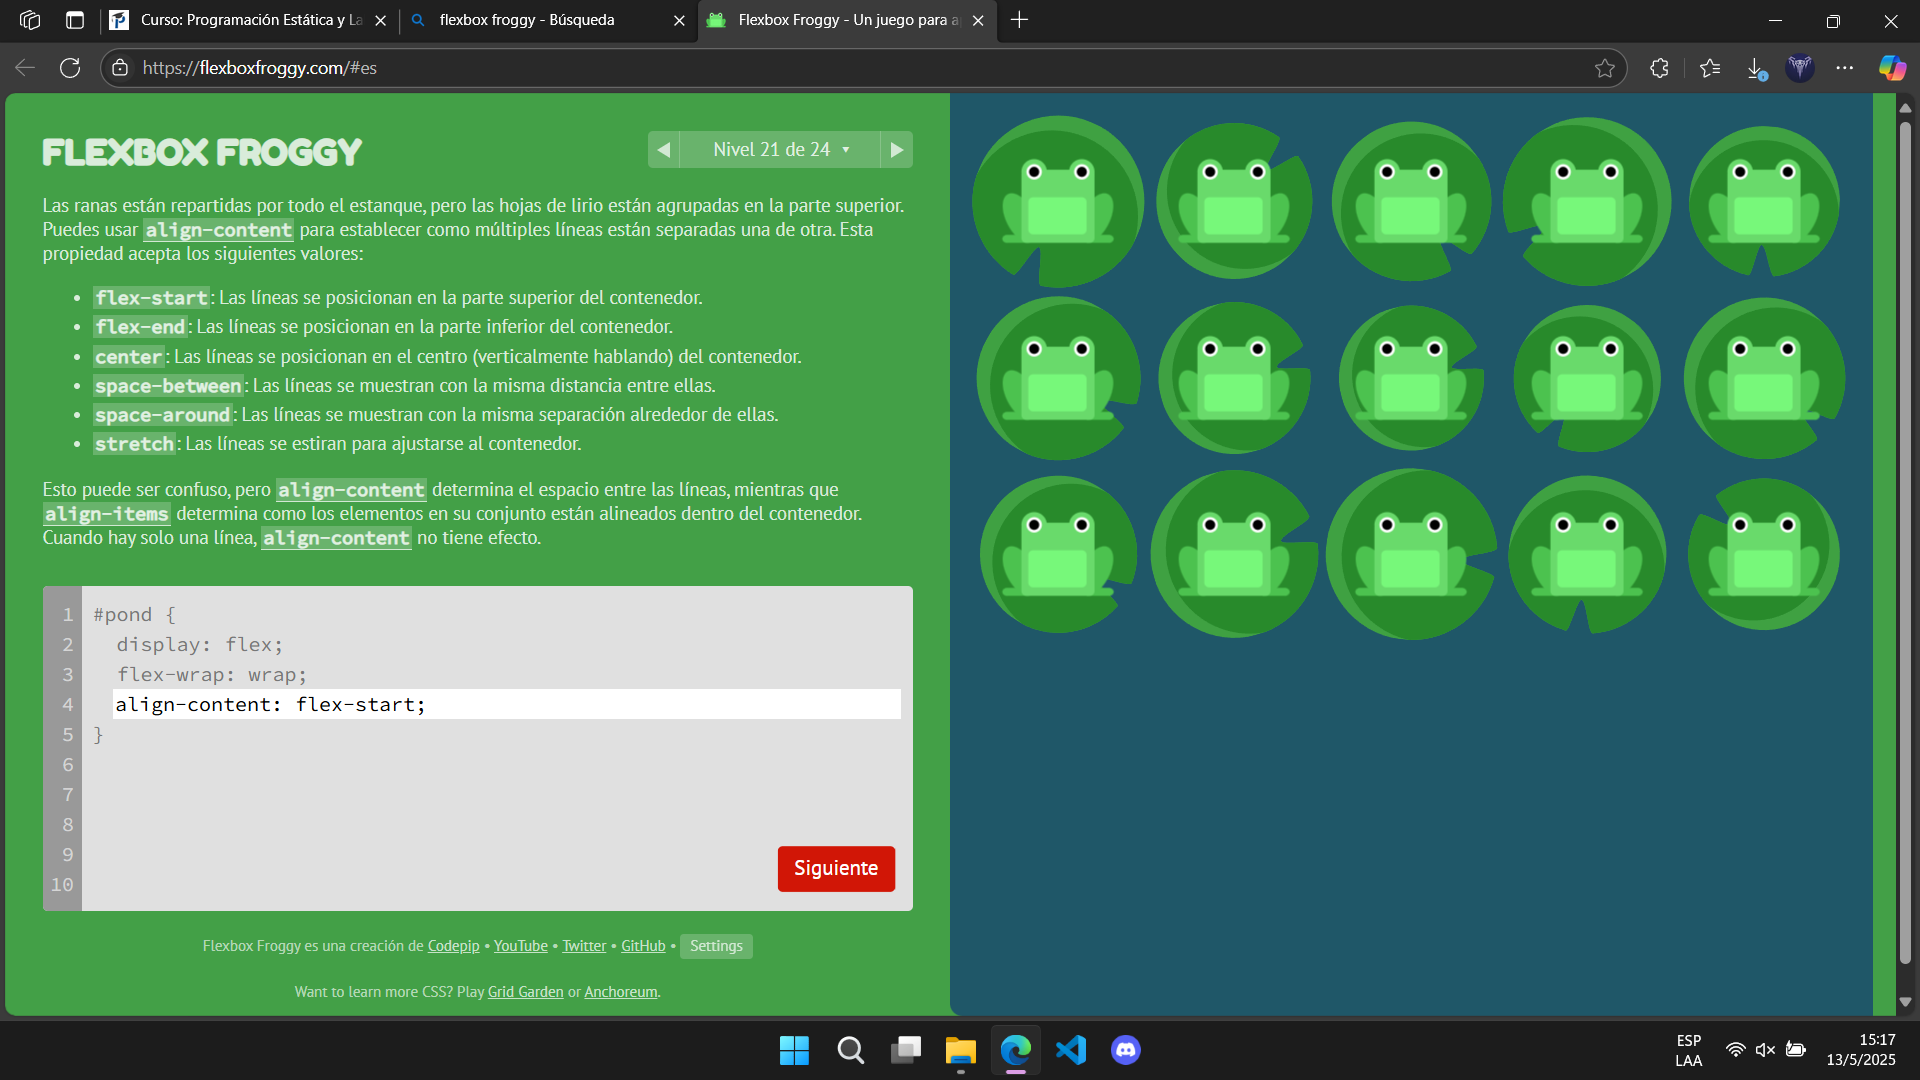 Curso: Programación Estática y La
flexbox froggy - Búsqueda
Flexbox Froggy - Un juego para a
https://flexboxfroggy.com/#es
FLEXBOX FROGGY
Nivel 21 de 24
Las ranas están repartidas por todo el estanque, pero las hojas de lirio están agrupadas en la parte superior.
Puedes usar align-content para establecer como múltiples líneas están separadas una de otra. Esta
propiedad acepta los siguientes valores:
• flex-start: Las líneas se posicionan en la parte superior del contenedor.
• flex-end: Las líneas se posicionan en la parte inferior del contenedor.
• center: Las líneas se posicionan en el centro (verticalmente hablando) del contenedor.
• space-between: Las líneas se muestran con la misma distancia entre ellas.
• space-around: Las líneas se muestran con la misma separación alrededor de ellas.
• stretch: Las líneas se estiran para ajustarse al contenedor.
Esto puede ser confuso, pero align-content determina el espacio entre las líneas, mientras que
align-items determina como los elementos en su conjunto están alineados dentro del contenedor.
Cuando hay solo una línea, align-content no tiene efecto.
1 #pond {
2 display: flex;
3 flex-wrap: wrap;
4 align-content: flex-start;
5 }
6
7
8
9
10
Siguiente
Flexbox Froggy es una creación de Codepip • YouTube • Twitter • GitHub • Settings
Want to learn more CSS? Play Grid Garden or Anchoreum.
ESP
LAA
15:17
13/5/2025